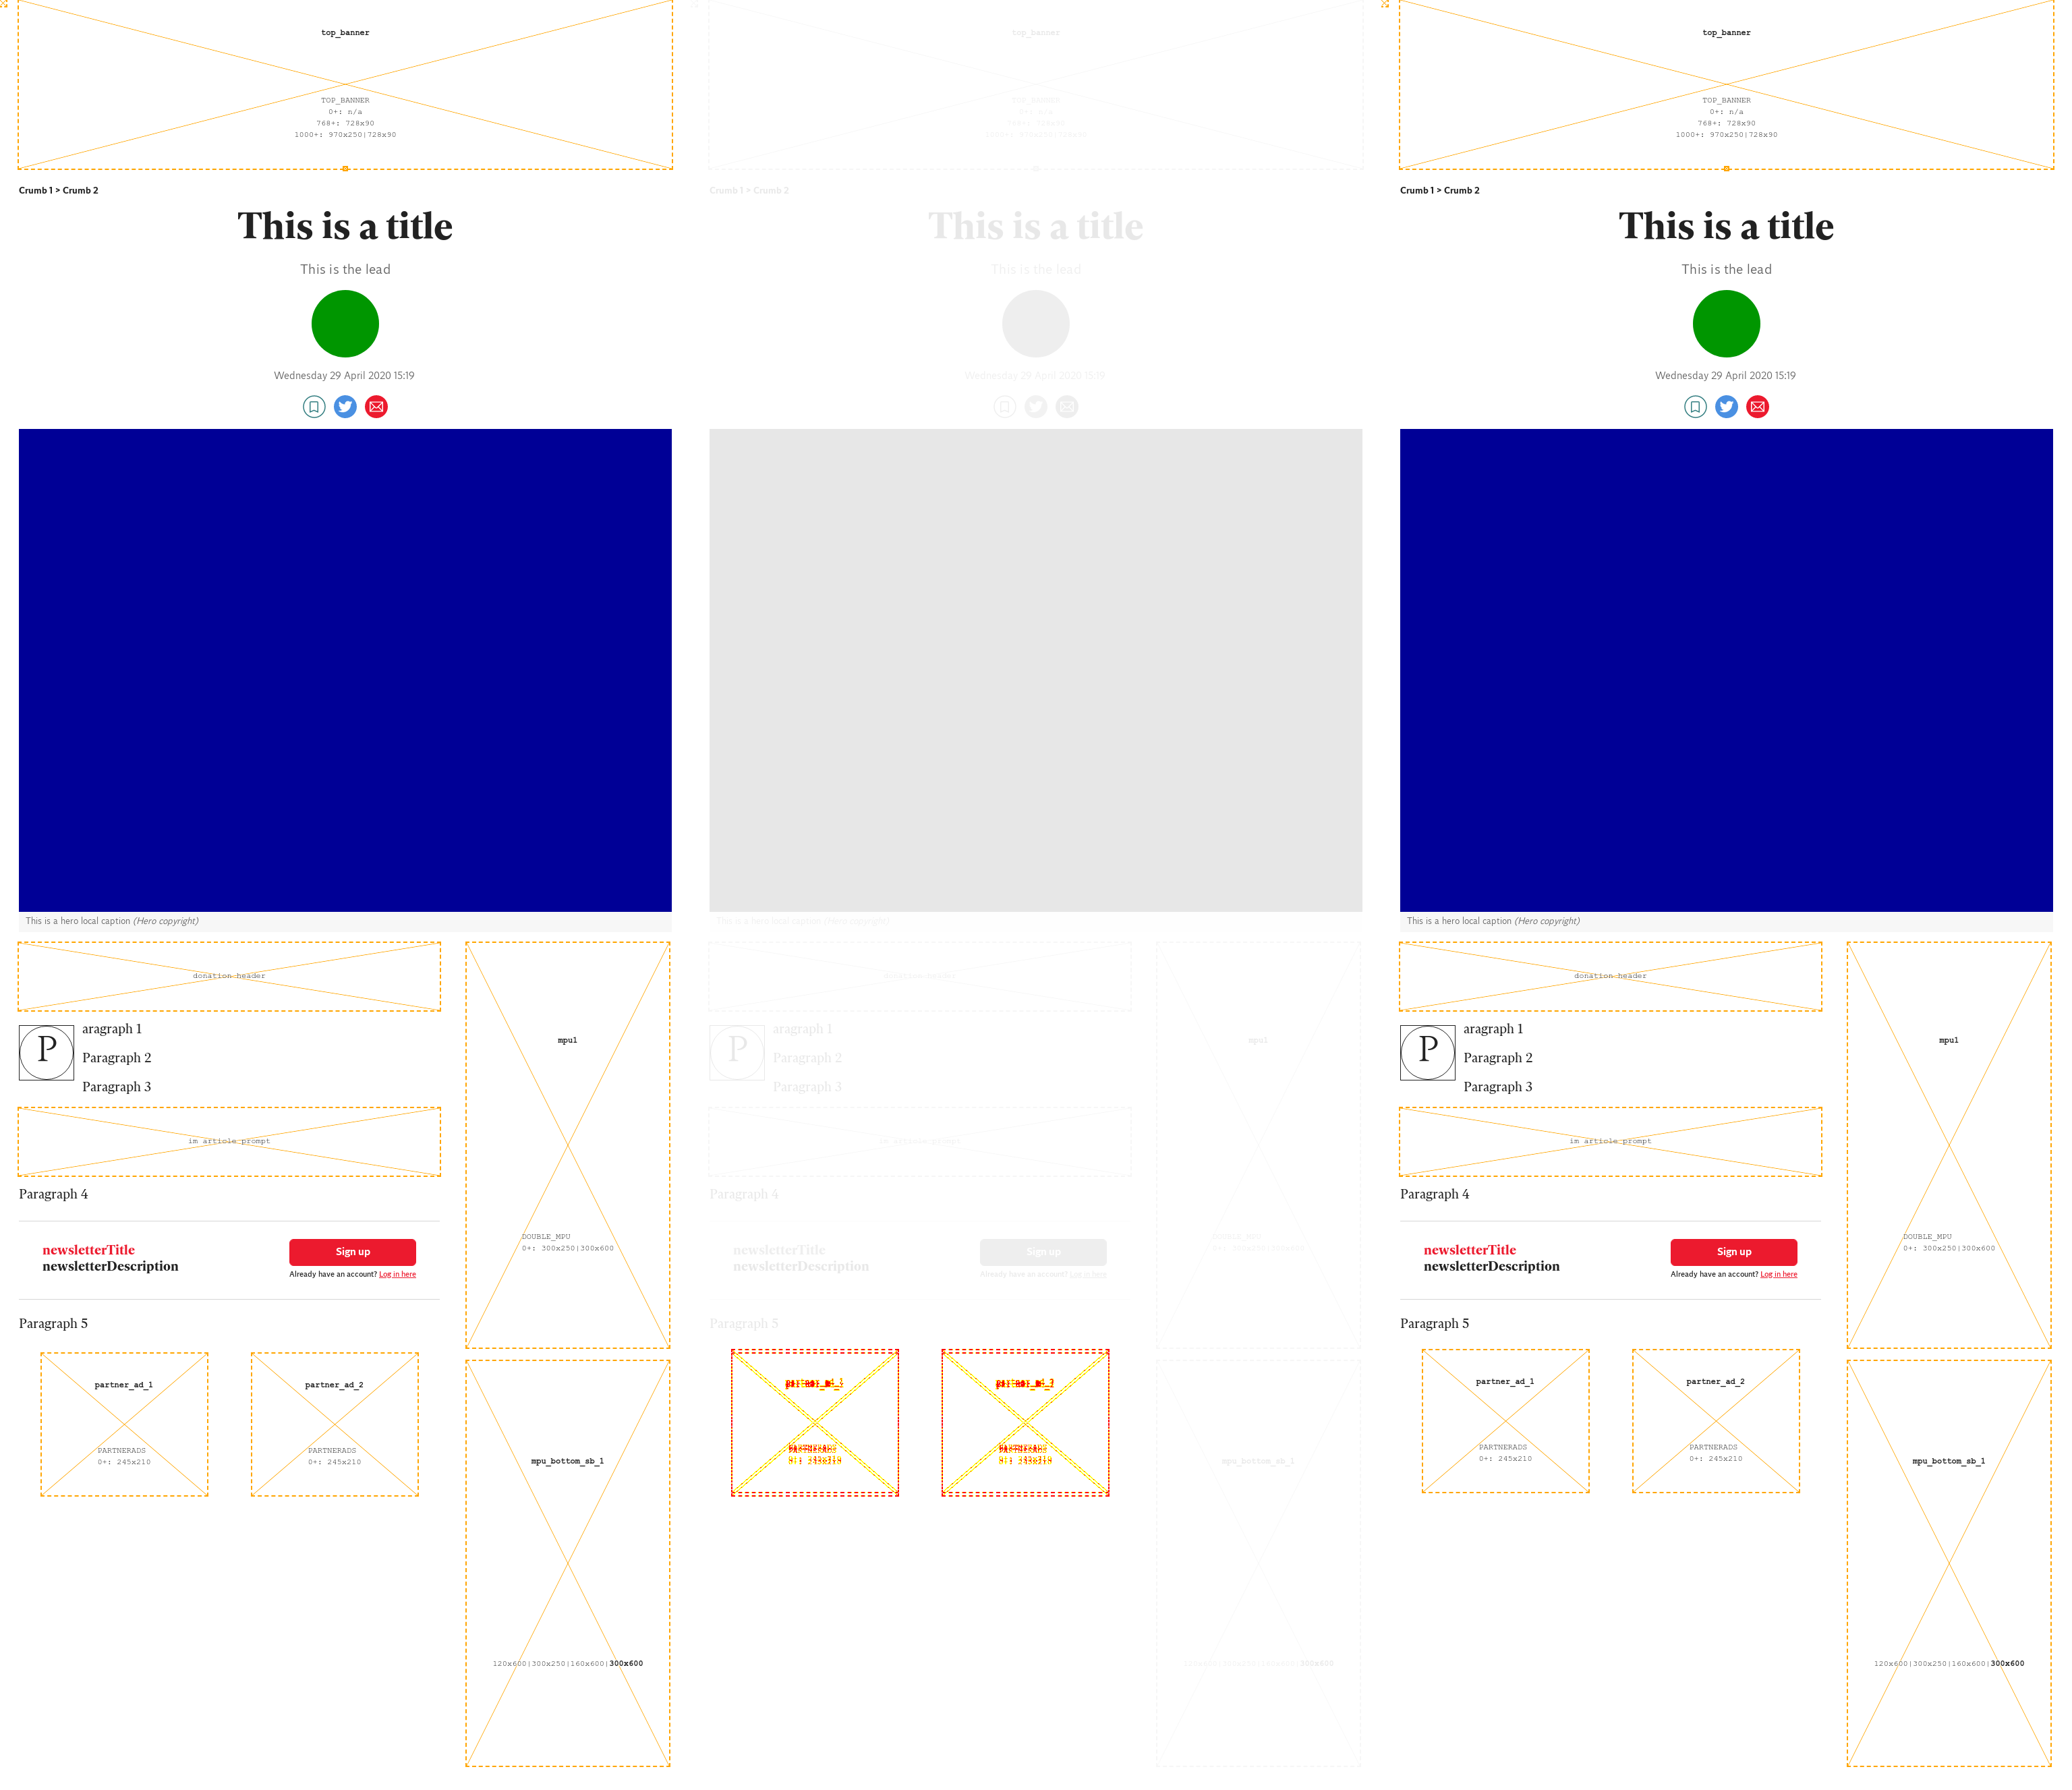 top_banner
TOP_BANNER
0+: n/a
768+: 728x90
1000+: 970x250|728x90
Crumb 1 > Crumb 2
This is a title
This is the lead
Wednesday 29 April 2020 15:19
This is a hero local caption (Hero copyright)
donation header
Paragraph 1
Paragraph 2
Paragraph 3
im article prompt
Paragraph 4
newsletterTitle
newsletterDescription
Sign up
Already have an account? Log in here
Paragraph 5
partner_ad_1
PARTNERADS
0+: 245x210
partner_ad_2
PARTNERADS
0+: 245x210
mpu1
DOUBLE_MPU
0+: 300x250|300x600
mpu_bottom_sb_1
120x600|300x250|160x600|300x600
top_banner
TOP_BANNER
0+: n/a
768+: 728x90
1000+: 970x250|728x90
Crumb 1 > Crumb 2
This is a title
This is the lead
Wednesday 29 April 2020 15:19
This is a hero local caption (Hero copyright)
donation header
Paragraph 1
Paragraph 2
Paragraph 3
im article prompt
Paragraph 4
newsletterTitle
newsletterDescription
Sign up
Already have an account? Log in here
Paragraph 5
mpu1
DOUBLE_MPU
0+: 300x250|300x600
mpu_bottom_sb_1
120x600|300x250|160x600|300x600
top_banner
TOP_BANNER
0+: n/a
768+: 728x90
1000+: 970x250|728x90
Crumb 1 > Crumb 2
This is a title
This is the lead
Wednesday 29 April 2020 15:19
This is a hero local caption (Hero copyright)
donation header
Paragraph 1
Paragraph 2
Paragraph 3
im article prompt
Paragraph 4
newsletterTitle
newsletterDescription
Sign up
Already have an account? Log in here
Paragraph 5
partner_ad_1
PARTNERADS
0+: 245x210
partner_ad_2
PARTNERADS
0+: 245x210
mpu1
DOUBLE_MPU
0+: 300x250|300x600
mpu_bottom_sb_1
120x600|300x250|160x600|300x600